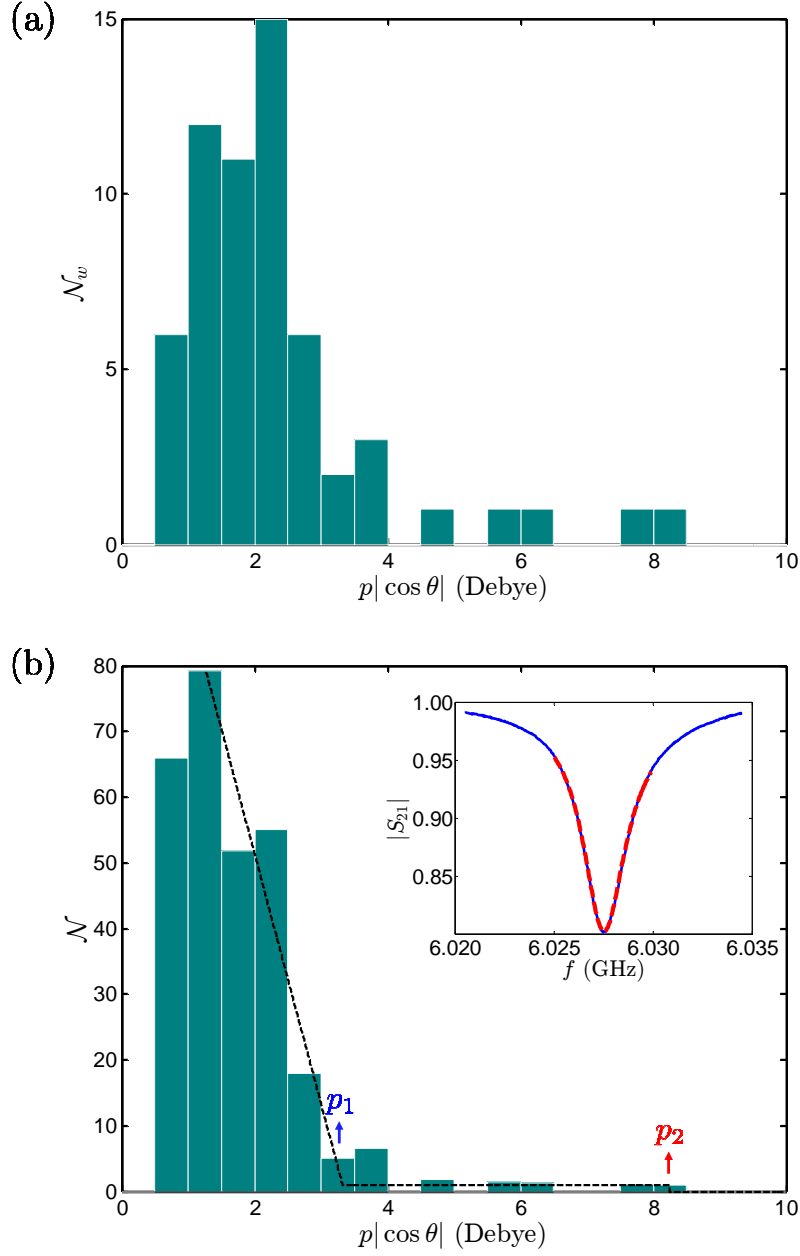 (a)
15
10
5
0
𝒩_w
0 2 4 6 8 10
p| cos θ| (Debye)
(b)
80
70
60
50
40
30
20
10
0
𝒩
p₁
p₂
1.00
0.95
0.90
0.85
|S₂₁|
6.020 6.025 6.030 6.035
f (GHz)
0 2 4 6 8 10
p| cos θ| (Debye)